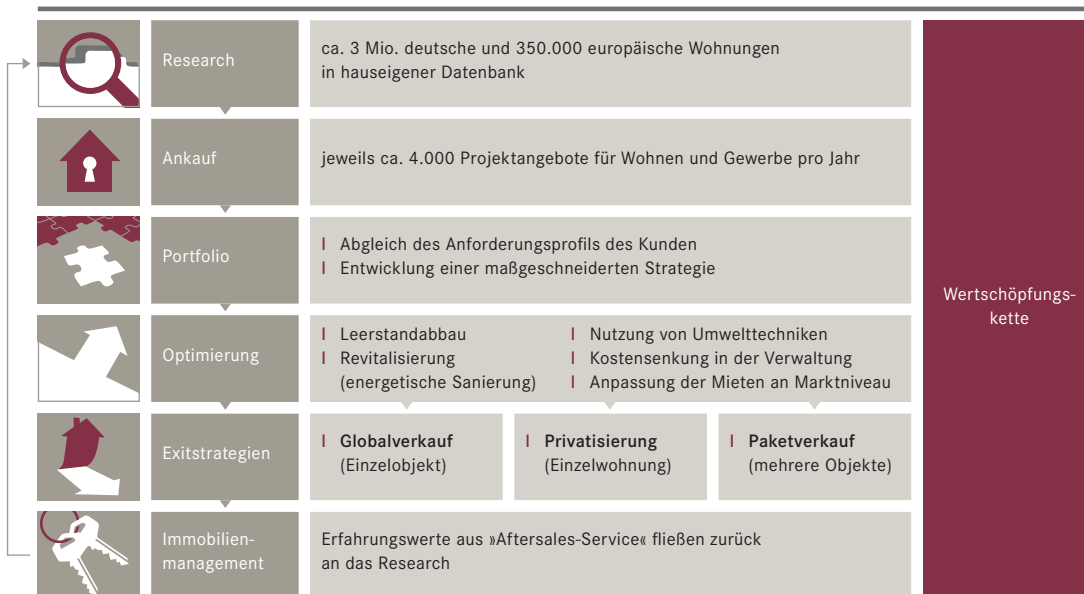 Research
ca. 3 Mio. deutsche und 350.000 europäische Wohnungen
in hauseigener Datenbank
Ankauf
jeweils ca. 4.000 Projektangebote für Wohnen und Gewerbe pro Jahr
Portfolio
I Abgleich des Anforderungsprofils des Kunden
I Entwicklung einer maßgeschneiderten Strategie
Optimierung
I Leerstandabbau
I Revitalisierung
(energetische Sanierung)
I Nutzung von Umwelttechniken
I Kostensenkung in der Verwaltung
I Anpassung der Mieten an Marktniveau
Exitstrategien
I Globalverkauf
(Einzelobjekt)
I Privatisierung
(Einzelwohnung)
I Paketverkauf
(mehrere Objekte)
Immobilien-
management
Erfahrungswerte aus »Aftersales-Service« fließen zurück
an das Research
Wertschöpfungs-
kette